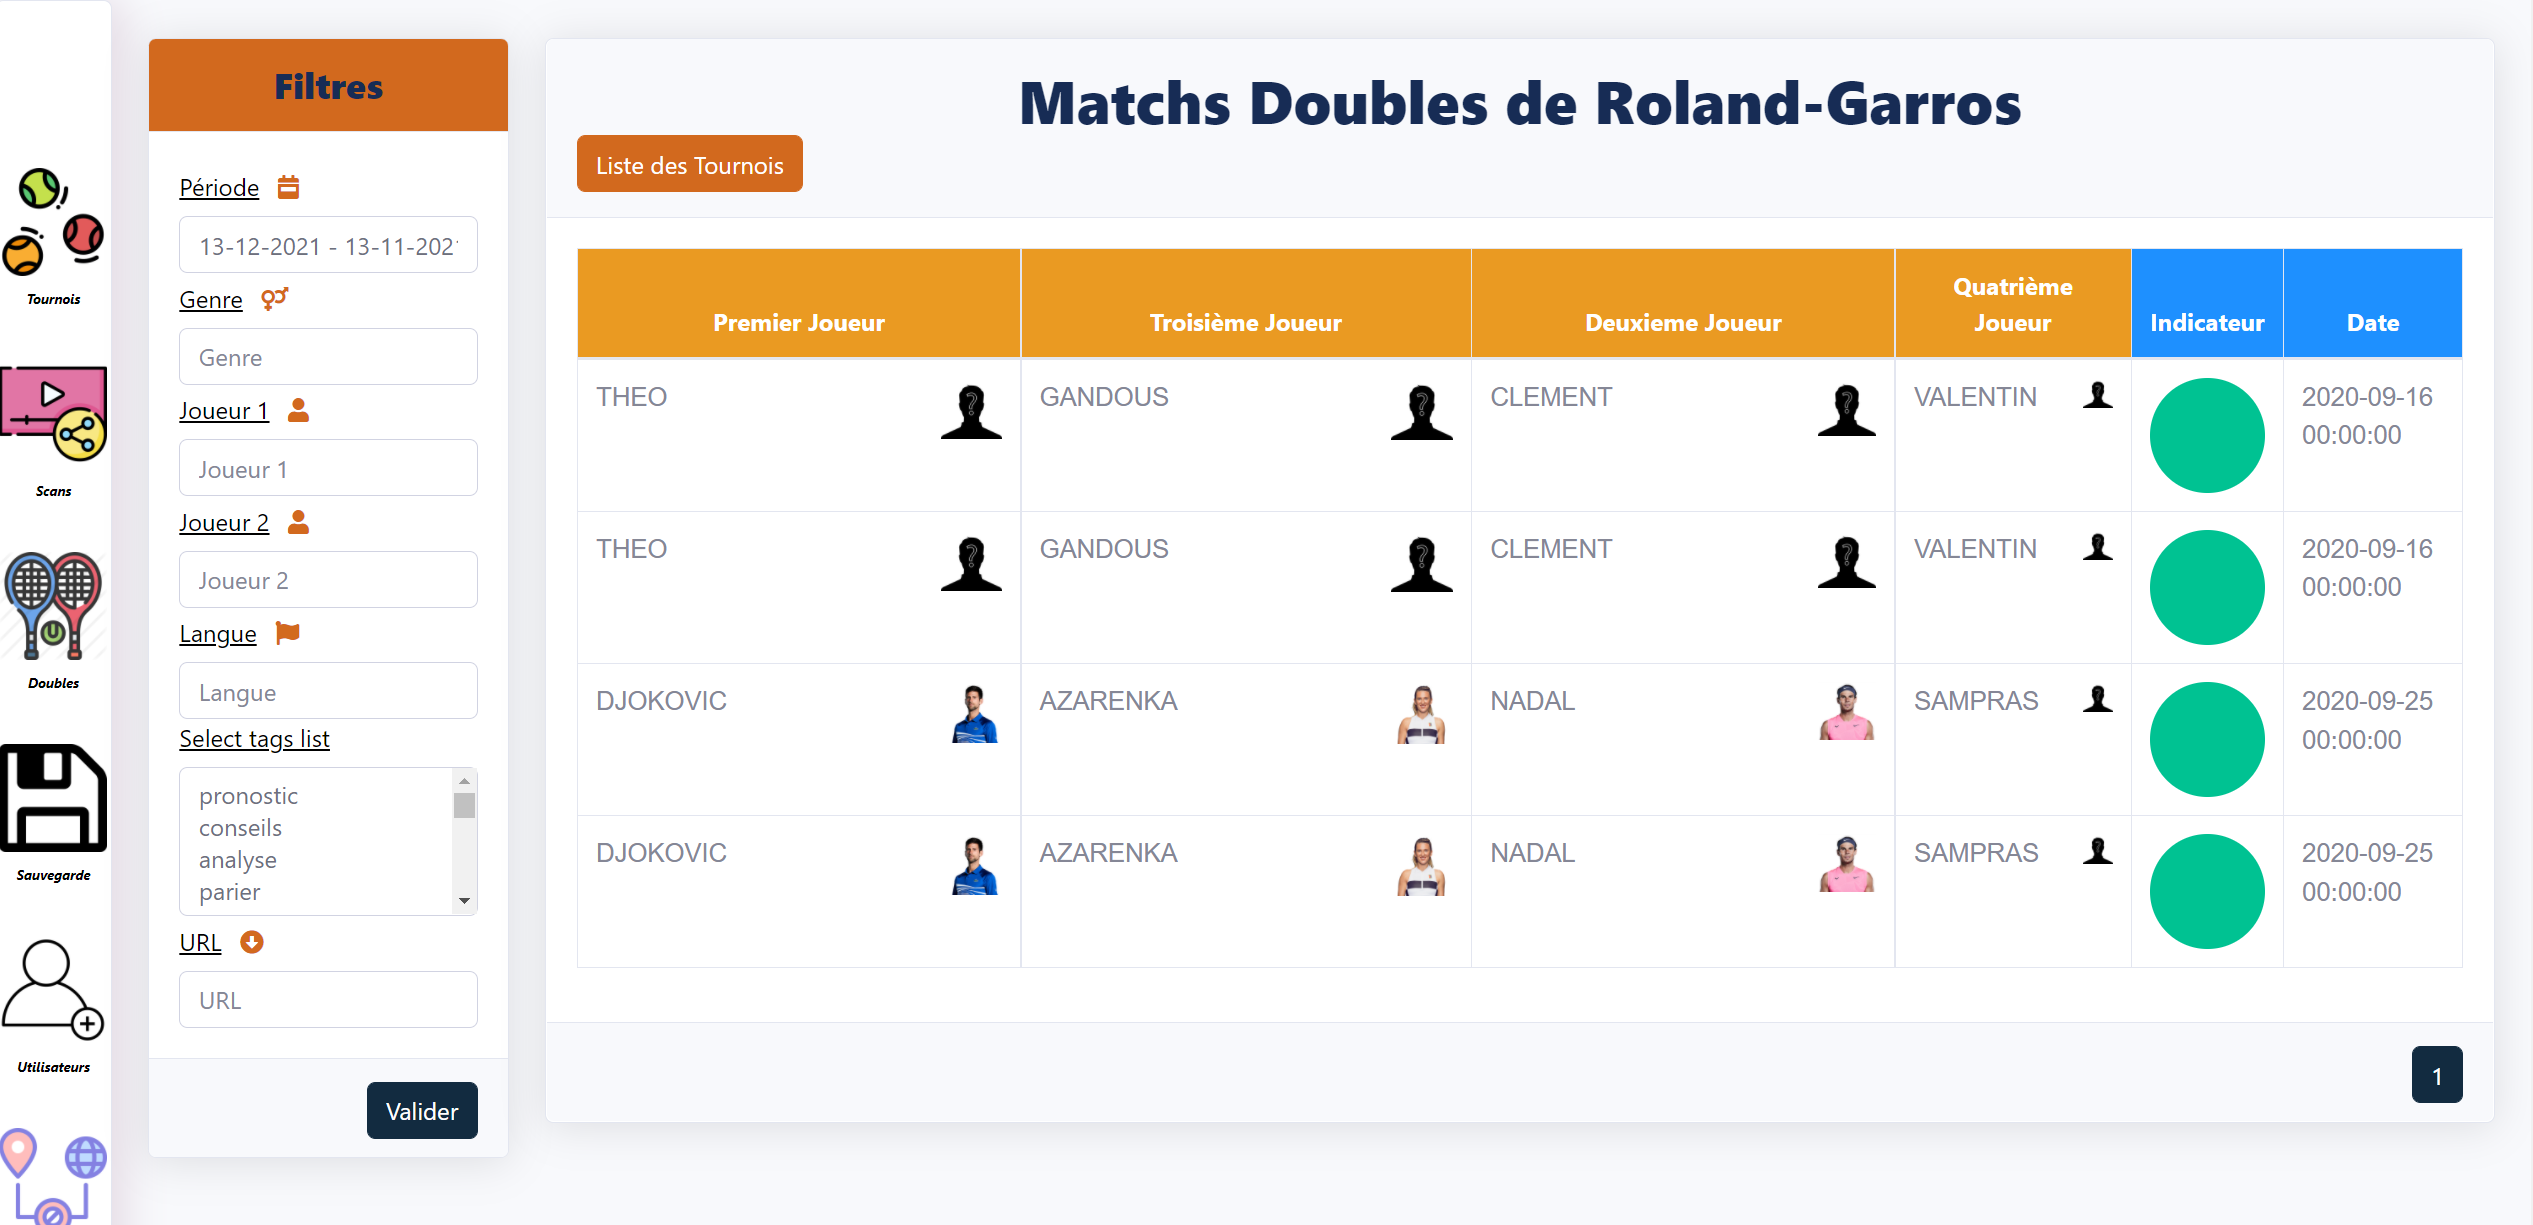 Tournois
Scans
Doubles
Sauvegarde
Utilisateurs
Filtres
Période
13-12-2021 - 13-11-202
Genre
Genre
Joueur 1
Joueur 1
Joueur 2
Joueur 2
Langue
Langue
Select tags list
pronostic
conseils
analyse
parier
URL
URL
Valider
Matchs Doubles de Roland-Garros
Liste des Tournois
Premier Joueur Troisième Joueur Deuxieme Joueur Quatrième Joueur Indicateur Date
THEO GANDOUS CLEMENT VALENTIN 2020-09-16
00:00:00
THEO GANDOUS CLEMENT VALENTIN 2020-09-16
00:00:00
DJOKOVIC AZARENKA NADAL SAMPRAS 2020-09-25
00:00:00
DJOKOVIC AZARENKA NADAL SAMPRAS 2020-09-25
00:00:00
1